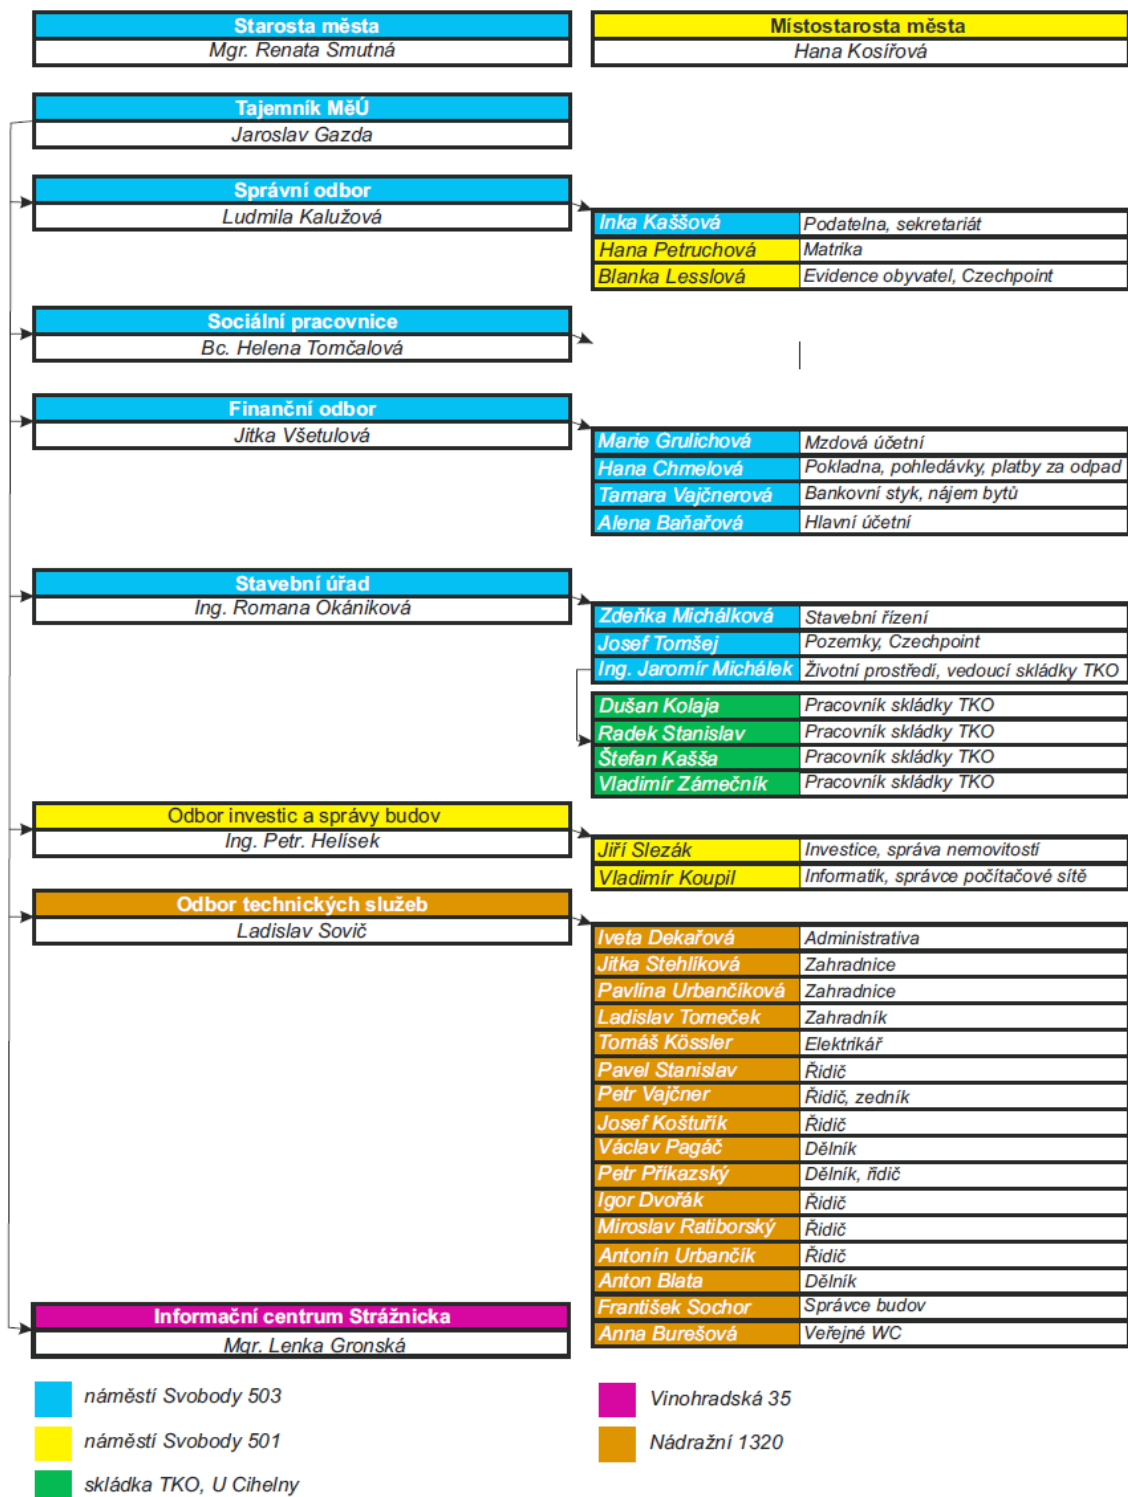 Starosta města
Mgr. Renata Smutná
Místostarosta města
Hana Kosířová
Tajemník MěÚ
Jaroslav Gazda
Správní odbor
Ludmila Kalužová
Inka Kaššová Podatelna, sekretariát
Hana Petruchová Matrika
Blanka Lesslová Evidence obyvatel, Czechpoint
Sociální pracovnice
Bc. Helena Tomčalová
Finanční odbor
Jitka Všetulová
Marie Grulichová Mzdová účetní
Hana Chmelová Pokladna, pohledávky, platby za odpad
Tamara Vajčnerová Bankovní styk, nájem bytů
Alena Baňařová Hlavní účetní
Stavební úřad
Ing. Romana Okániková
Zdeňka Michálková Stavební řízení
Josef Tomšej Pozemky, Czechpoint
Ing. Jaromír Michálek Životní prostředí, vedoucí skládky TKO
Dušan Kolaja Pracovník skládky TKO
Radek Stanislav Pracovník skládky TKO
Štefan Kašša Pracovník skládky TKO
Vladimír Zámečník Pracovník skládky TKO
Odbor investic a správy budov
Ing. Petr. Helísek
Jiří Slezák Investice, správa nemovitostí
Vladimír Koupil Informatik, správce počítačové sítě
Odbor technických služeb
Ladislav Sovič
Iveta Dekařová Administrativa
Jitka Stehlíková Zahradnice
Pavlína Urbančíková Zahradnice
Ladislav Tomeček Zahradník
Tomáš Kössler Elektrikář
Pavel Stanislav Řidič
Petr Vajčner Řidič, zedník
Josef Koštuřík Řidič
Václav Pagáč Dělník
Petr Příkazský Dělník, řidič
Igor Dvořák Řidič
Miroslav Ratiborský Řidič
Antonín Urbančík Řidič
Anton Blata Dělník
František Sochor Správce budov
Anna Burešová Veřejné WC
Informační centrum Strážnicka
Mgr. Lenka Gronská
náměstí Svobody 503
náměstí Svobody 501
skládka TKO, U Cihelny
Vinohradská 35
Nádražní 1320